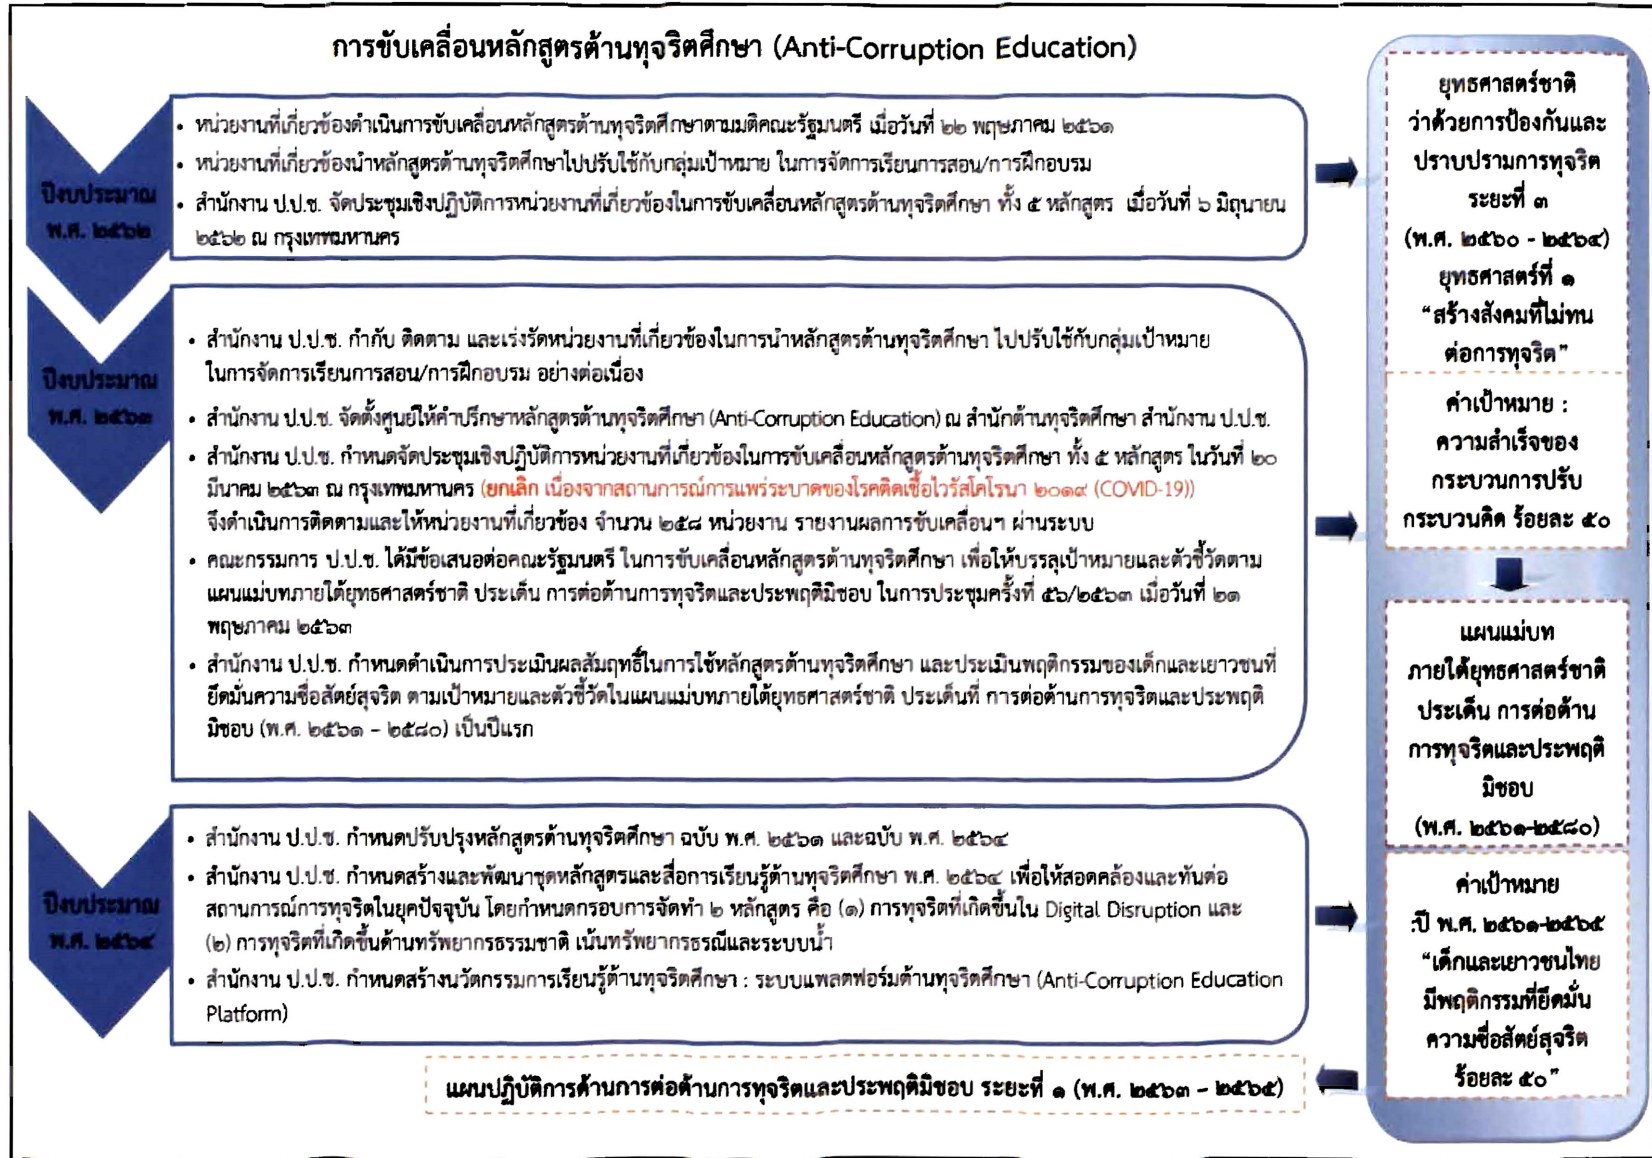 การขับเคลื่อนหลักสูตรต้านทุจริตศึกษา (Anti-Corruption Education)
ปีงบประมาณ
พ.ศ. ๒๕๖๒
• หน่วยงานที่เกี่ยวข้องดำเนินการขับเคลื่อนหลักสูตรต้านทุจริตศึกษาตามมติคณะรัฐมนตรี เมื่อวันที่ ๒๒ พฤษภาคม ๒๕๖๑
• หน่วยงานที่เกี่ยวข้องนำหลักสูตรต้านทุจริตศึกษาไปปรับใช้กับกลุ่มเป้าหมาย ในการจัดการเรียนการสอน/การฝึกอบรม
• สำนักงาน ป.ป.ช. จัดประชุมเชิงปฏิบัติการหน่วยงานที่เกี่ยวข้องในการขับเคลื่อนหลักสูตรต้านทุจริตศึกษา ทั้ง ๕ หลักสูตร เมื่อวันที่ ๖ มิถุนายน
๒๕๖๒ ณ กรุงเทพมหานคร
ปีงบประมาณ
พ.ศ. ๒๕๖๓
• สำนักงาน ป.ป.ช. กำกับ ติดตาม และเร่งรัดหน่วยงานที่เกี่ยวข้องในการนำหลักสูตรต้านทุจริตศึกษา ไปปรับใช้กับกลุ่มเป้าหมาย
ในการจัดการเรียนการสอน/การฝึกอบรม อย่างต่อเนื่อง
• สำนักงาน ป.ป.ช. จัดตั้งศูนย์ให้คำปรึกษาหลักสูตรต้านทุจริตศึกษา (Anti-Corruption Education) ณ สำนักต้านทุจริตศึกษา สำนักงาน ป.ป.ช.
• สำนักงาน ป.ป.ช. กำหนดจัดประชุมเชิงปฏิบัติการหน่วยงานที่เกี่ยวข้องในการขับเคลื่อนหลักสูตรต้านทุจริตศึกษา ทั้ง ๕ หลักสูตร ในวันที่ ๒๐
มีนาคม ๒๕๖๓ ณ กรุงเทพมหานคร (ยกเลิก เนื่องจากสถานการณ์การแพร่ระบาดของโรคติดเชื้อไวรัสโคโรนา ๒๐๑๙ (COVID-19))
จึงดำเนินการติดตามและให้หน่วยงานที่เกี่ยวข้อง จำนวน ๒๕๘ หน่วยงาน รายงานผลการขับเคลื่อนฯ ผ่านระบบ
• คณะกรรมการ ป.ป.ช. ได้มีข้อเสนอต่อคณะรัฐมนตรี ในการขับเคลื่อนหลักสูตรต้านทุจริตศึกษา เพื่อให้บรรลุเป้าหมายและตัวชี้วัดตาม
แผนแม่บทภายใต้ยุทธศาสตร์ชาติ ประเด็น การต่อต้านการทุจริตและประพฤติมิชอบ ในการประชุมครั้งที่ ๕๖/๒๕๖๓ เมื่อวันที่ ๒๑
พฤษภาคม ๒๕๖๓
• สำนักงาน ป.ป.ช. กำหนดดำเนินการประเมินผลสัมฤทธิ์ในการใช้หลักสูตรต้านทุจริตศึกษา และประเมินพฤติกรรมของเด็กและเยาวชนที่
ยึดมั่นความซื่อสัตย์สุจริต ตามเป้าหมายและตัวชี้วัดในแผนแม่บทภายใต้ยุทธศาสตร์ชาติ ประเด็นที่ การต่อต้านการทุจริตและประพฤติ
มิชอบ (พ.ศ. ๒๕๖๑ – ๒๕๘๐) เป็นปีแรก
ปีงบประมาณ
พ.ศ. ๒๕๖๔
• สำนักงาน ป.ป.ช. กำหนดปรับปรุงหลักสูตรต้านทุจริตศึกษา ฉบับ พ.ศ. ๒๕๖๑ และฉบับ พ.ศ. ๒๕๖๔
• สำนักงาน ป.ป.ช. กำหนดสร้างและพัฒนาชุดหลักสูตรและสื่อการเรียนรู้ต้านทุจริตศึกษา พ.ศ. ๒๕๖๔ เพื่อให้สอดคล้องและทันต่อ
สถานการณ์การทุจริตในยุคปัจจุบัน โดยกำหนดกรอบการจัดทำ ๒ หลักสูตร คือ (๑) การทุจริตที่เกิดขึ้นใน Digital Disruption และ
(๒) การทุจริตที่เกิดขึ้นด้านทรัพยากรธรรมชาติ เน้นทรัพยากรธรณีและระบบน้ำ
• สำนักงาน ป.ป.ช. กำหนดสร้างนวัตกรรมการเรียนรู้ต้านทุจริตศึกษา : ระบบแพลตฟอร์มต้านทุจริตศึกษา (Anti-Corruption Education
Platform)
ยุทธศาสตร์ชาติ
ว่าด้วยการป้องกันและ
ปราบปรามการทุจริต
ระยะที่ ๓
(พ.ศ. ๒๕๖๐ - ๒๕๖๔)
ยุทธศาสตร์ที่ ๑
“สร้างสังคมที่ไม่ทน
ต่อการทุจริต”
ค่าเป้าหมาย :
ความสำเร็จของ
กระบวนการปรับ
กระบวนคิด ร้อยละ ๕๐
แผนแม่บท
ภายใต้ยุทธศาสตร์ชาติ
ประเด็น การต่อต้าน
การทุจริตและประพฤติ
มิชอบ
(พ.ศ. ๒๕๖๑-๒๕๘๐)
ค่าเป้าหมาย
:ปี พ.ศ. ๒๕๖๑-๒๕๖๕
“เด็กและเยาวชนไทย
มีพฤติกรรมที่ยึดมั่น
ความซื่อสัตย์สุจริต
ร้อยละ ๕๐”
แผนปฏิบัติการด้านการต่อต้านการทุจริตและประพฤติมิชอบ ระยะที่ ๑ (พ.ศ. ๒๕๖๓ – ๒๕๖๕)